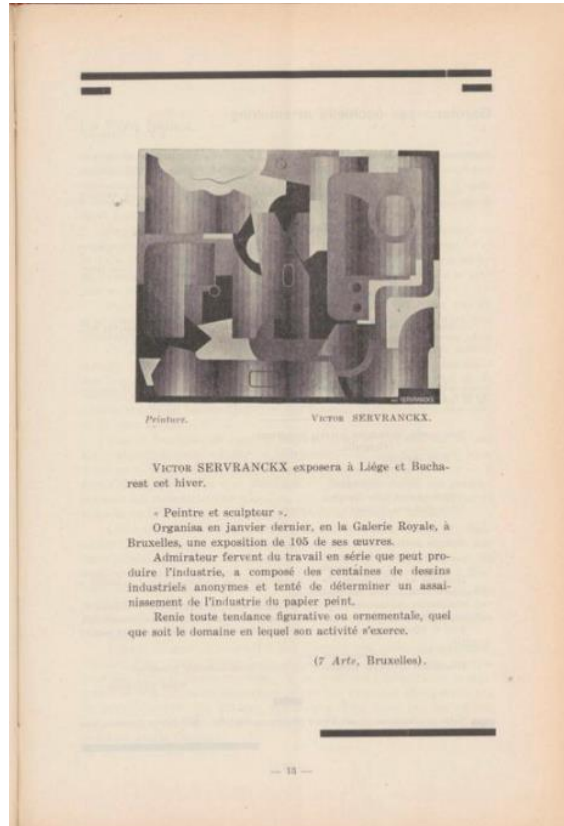 Peinture. VICTOR SERVRANCKX.
VICTOR SERVRANCKX exposera à Liége et Bucha-
rest cet hiver.
« Peintre et sculpteur ».
Organisa en janvier dernier, en la Galerie Royale, à
Bruxelles, une exposition de 105 de ses œuvres.
Admirateur fervent du travail en série que peut pro-
duire l'industrie, a composé des centaines de dessins
industriels anonymes et tenté de déterminer un assai-
nissement de l'industrie du papier peint.
Renie toute tendance figurative ou ornementale, quel
que soit le domaine en lequel son activité s'exerce.
(7 Arts, Bruxelles).